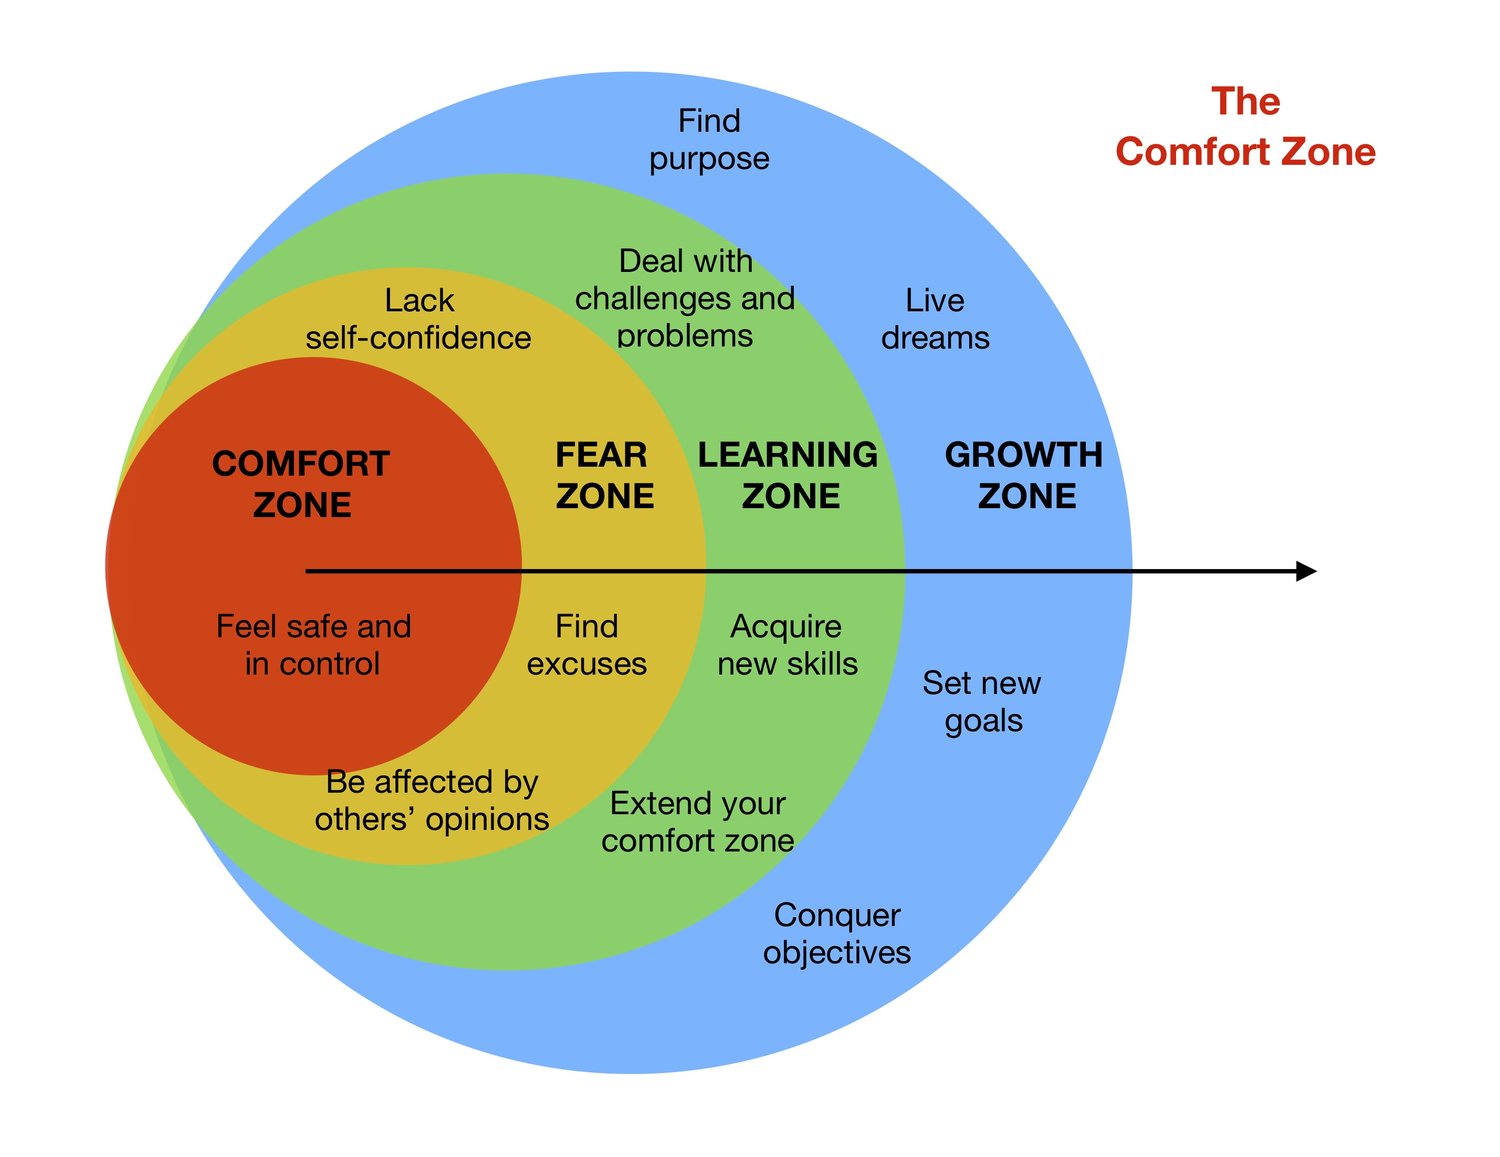 The
Comfort Zone
Find
purpose
Deal with
challenges and
problems
Live
dreams
Lack
self-confidence
COMFORT
ZONE
FEAR
ZONE
LEARNING
ZONE
GROWTH
ZONE
Feel safe and
in control
Find
excuses
Acquire
new skills
Set new
goals
Be affected by
others’ opinions
Extend your
comfort zone
Conquer
objectives